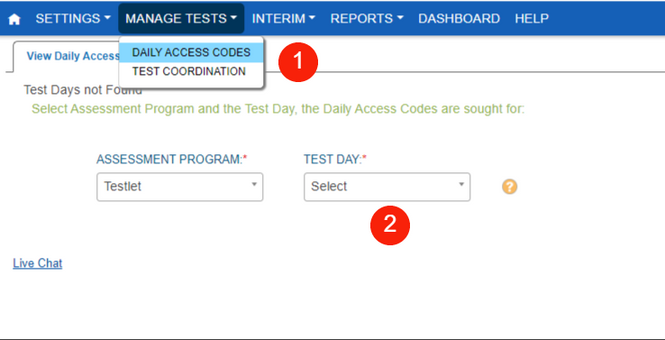 SETTINGS MANAGE TESTS INTERIM REPORTS DASHBOARD HELP
DAILY ACCESS CODES
1
View Daily Access
TEST COORDINATION
Test Days not Found
Select Assessment Program and the Test Day, the Daily Access Codes are sought for:
ASSESSMENT PROGRAM:* TEST DAY:*
Testlet Select ?
2
Live Chat